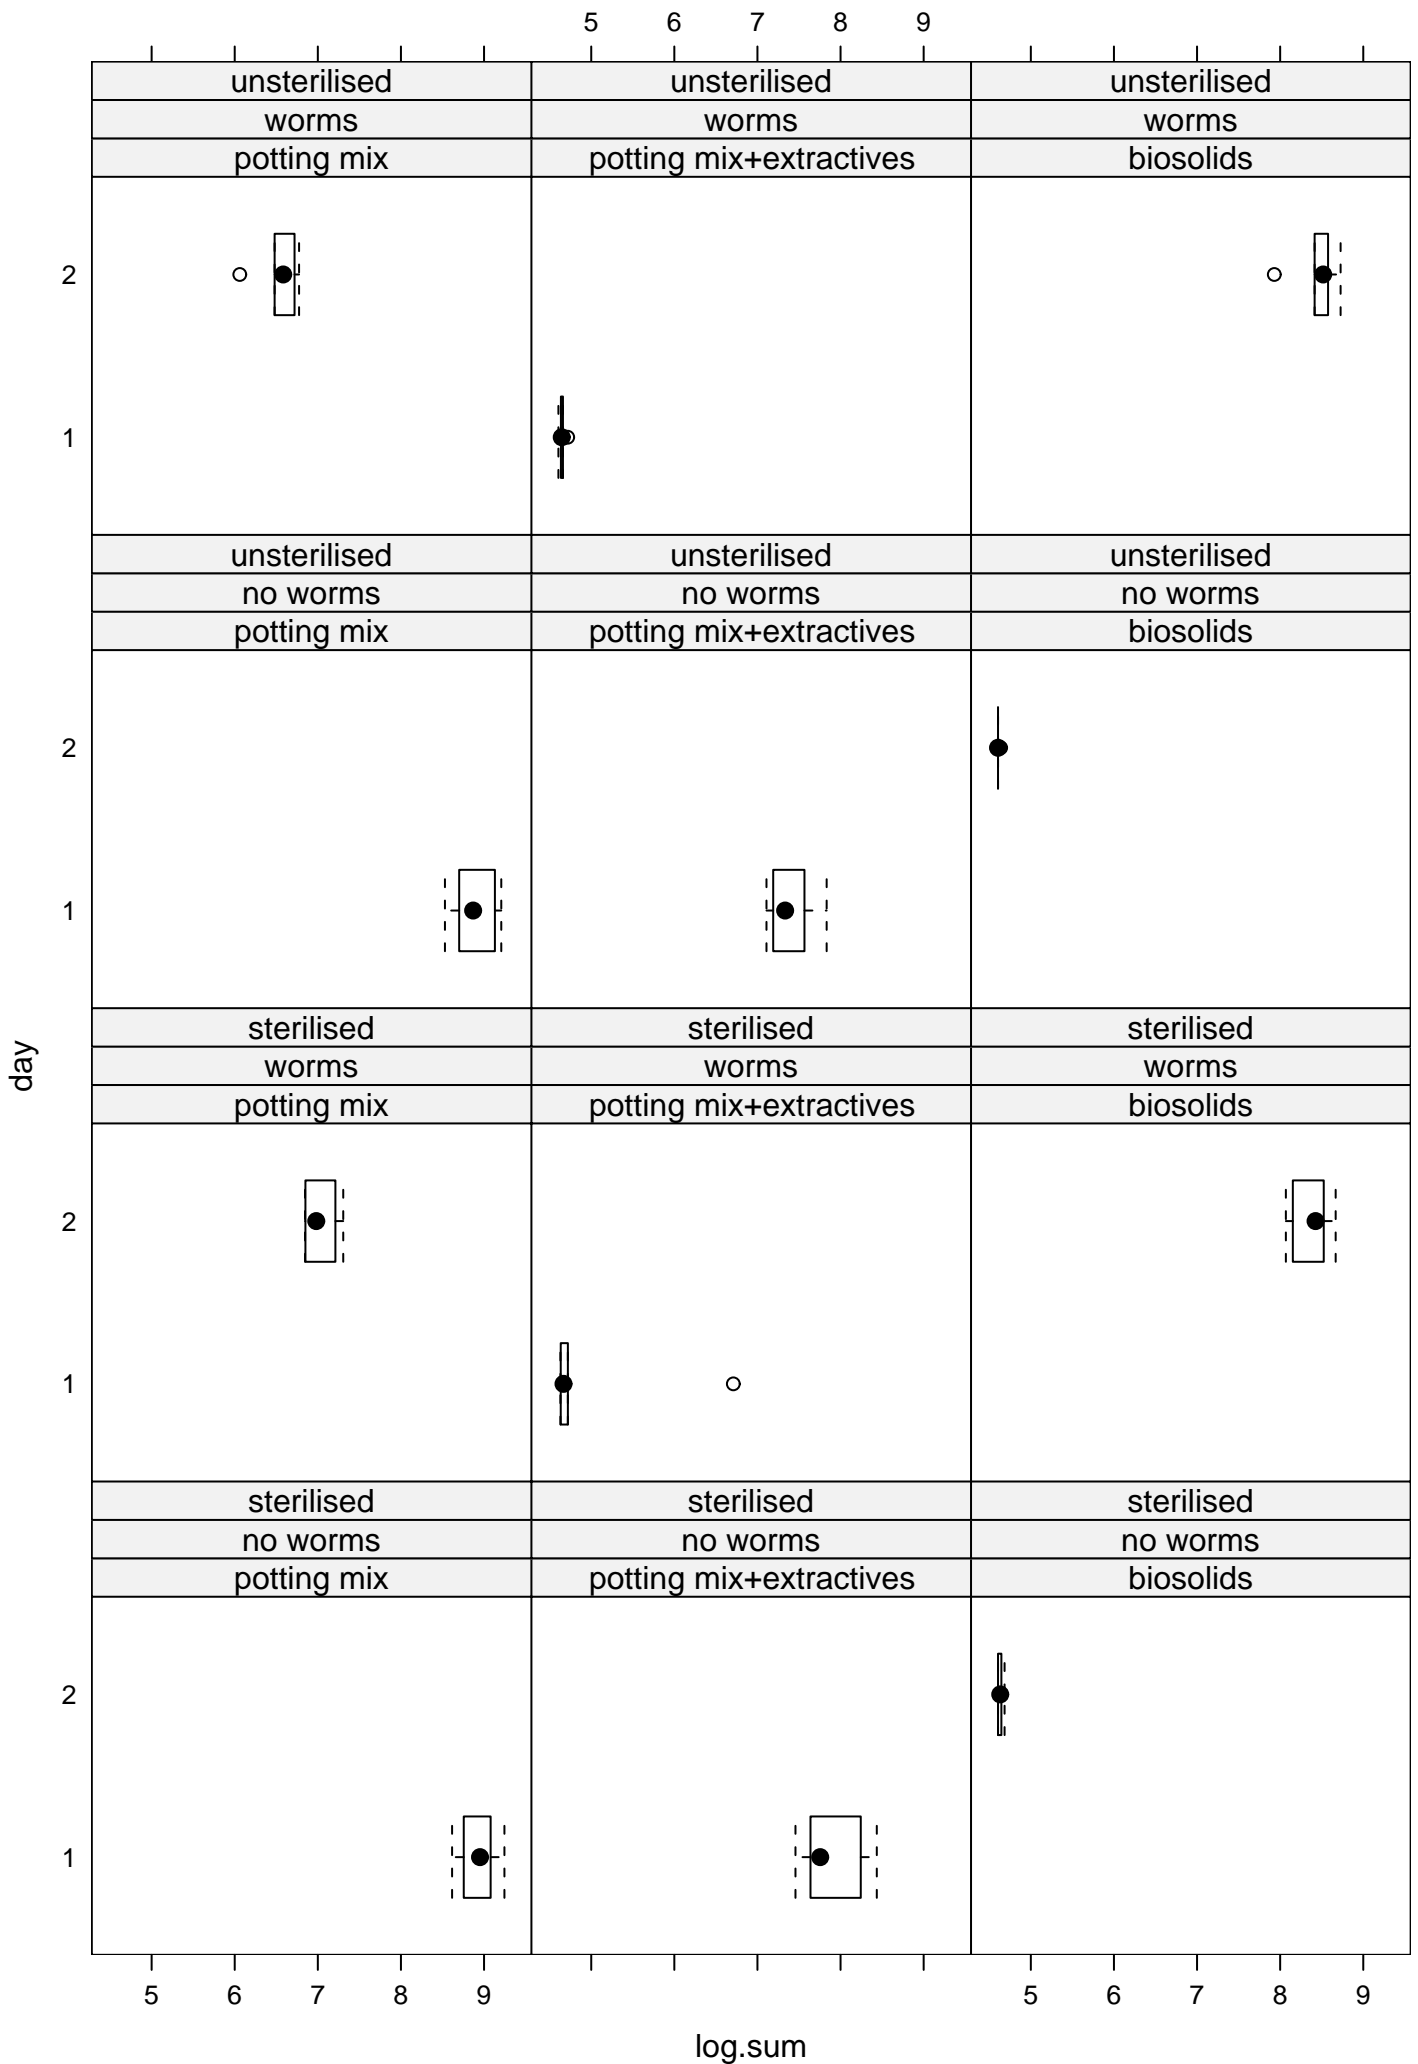 5 6 7 8 9
unsterilised unsterilised unsterilised
worms worms worms
potting mix potting mix+extractives biosolids
2
1
unsterilised unsterilised unsterilised
no worms no worms no worms
potting mix potting mix+extractives biosolids
2
1
sterilised sterilised sterilised
day
worms worms worms
potting mix potting mix+extractives biosolids
2
1
sterilised sterilised sterilised
no worms no worms no worms
potting mix potting mix+extractives biosolids
2
1
5 6 7 8 9 5 6 7 8 9
log.sum